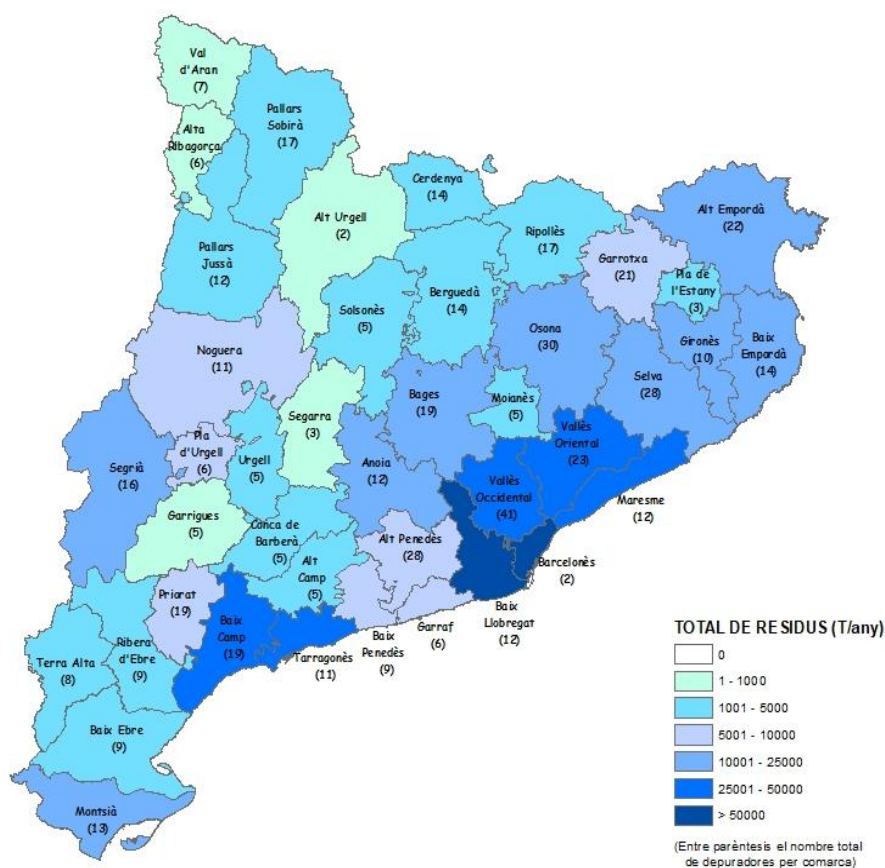 Val
d'Aran
(7)
Pallars
Sobirà
(17)
Alta
Ribagorça
(6)
Cerdenya
(14)
Alt Empordà
(22)
Alt Urgell
(2)
Ripollès
(17)
Garrotxa
(21)
Pla de
l'Estany
(3)
Pallars
Jussà
(12)
Berguedà
(14)
Solsonès
(5)
Osona
(30)
Gironès
(10)
Baix
Empordà
(14)
Noguera
(11)
Selva
(28)
Bages
(19)
Moianès
(5)
Segarra
(3)
Vallès
Oriental
(23)
Pla
d'Urgell
(6)
Segrià
(16)
Urgell
(5)
Anoia
(12)
Vallès
Occidental
(41)
Maresme
(12)
Garrigues
(5)
Conca de
Barberà
(5)
Alt Penedès
(28)
Alt
Camp
(5)
Barcelonès
(2)
Priorat
(19)
Baix
Camp
(19)
Baix
Llobregat
(12)
Garraf
(6)
Baix
Penedès
(9)
Tarragonès
(11)
Ribera
d'Ebre
(9)
Terra Alta
(8)
Baix Ebre
(9)
Montsià
(13)
TOTAL DE RESIDUS (T/any)
0
1 - 1000
1001 - 5000
5001 - 10000
10001 - 25000
25001 - 50000
> 50000
(Entre parèntesis el nombre total
de depuradores per comarca)